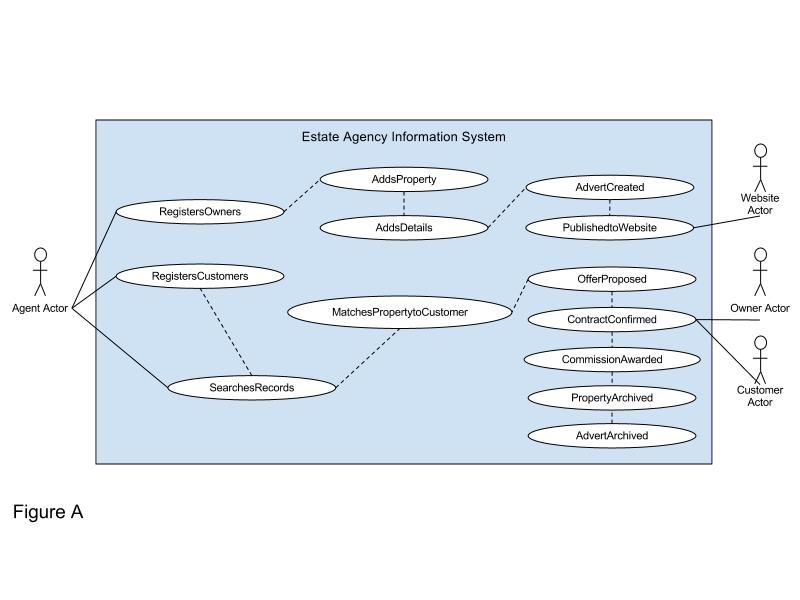 Estate Agency Information System
AddsProperty
AdvertCreated
Website
Actor
RegistersOwners
AddsDetails
PublishedtoWebsite
RegistersCustomers
OfferProposed
Agent Actor
MatchesPropertytoCustomer
ContractConfirmed
Owner Actor
CommissionAwarded
SearchesRecords
PropertyArchived
Customer
Actor
AdvertArchived
Figure A